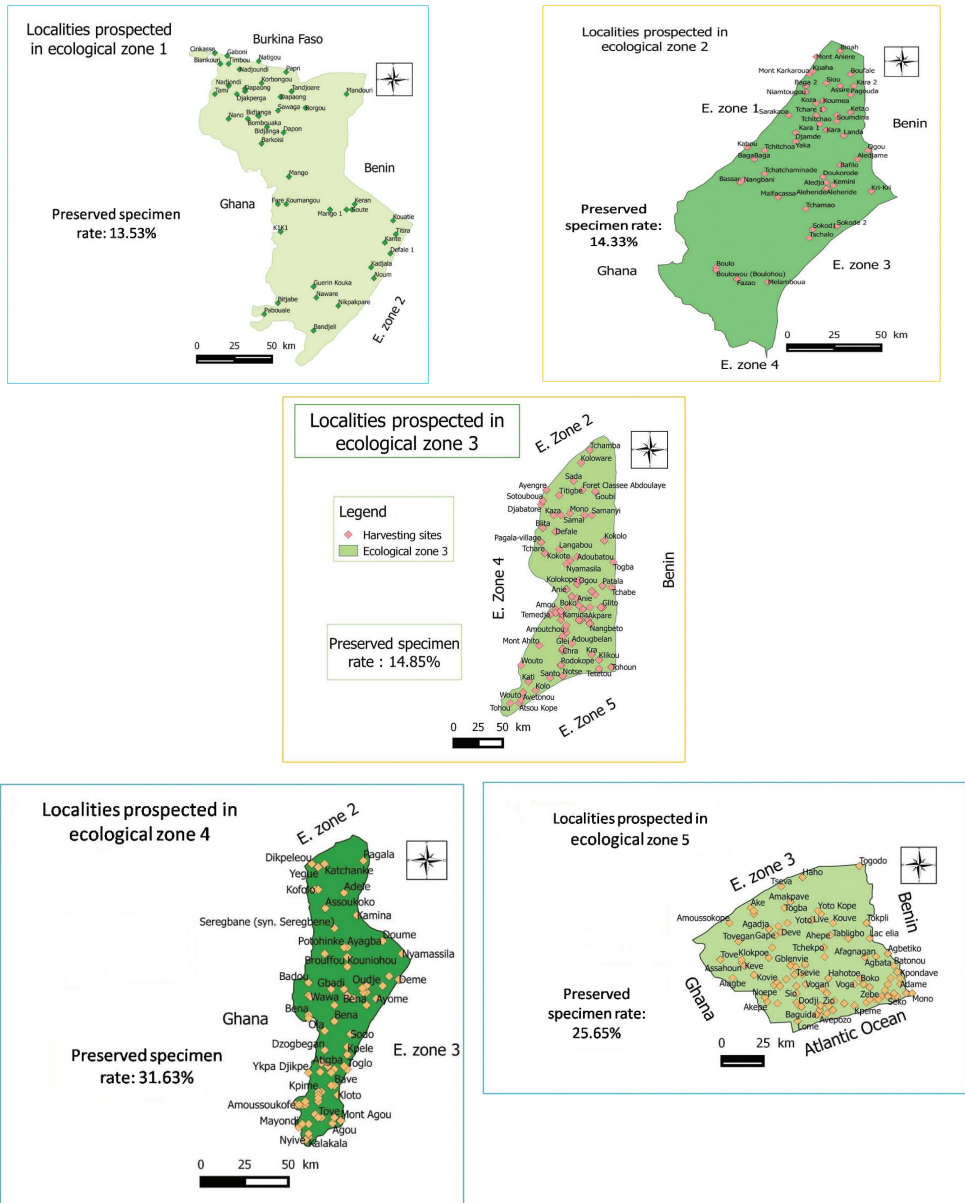 Localities prospected
in ecological zone 1
Burkina Faso
Cinkasse
Gaboni
Biankouri
Timbou
Natigou
Nadjoundi
Papri
Korbongou
Nadjondi
Dapaong
Tandjoare
Mandouri
Tami
Djakperga
Dapaong
Sawaga
Borgou
Nano
Bidjanga
Bombouaka
Bidjanga
Dapon
Barkoisi
Benin
Mango
Ghana
Fare
Koumangou
Keran
Mango 1
Soute
Kouatie
Preserved specimen
rate: 13.53%
K1K1
Titira
Kante
Defale 1
Kadjala
Aloum
Guerin Kouka
Naware
Bitjabe
Nikpakpare
Pabouale
Bandjeli
E. zone 2
0 25 50 km
Localities prospected in
ecological zone 2
Binah
Mont Aniere
Mont Karkaroua
Kpaha
Boufale
Baga 2
Siou
Kara 2
Niamtougou
Assire
Pagouda
E. zone 1
Koza
Koumea
Tchare 1
Ketao
Sarakaoa
Soumdina
Tchitchao
Benin
Kara 1
Kara
Landa
Djamde
Kabou
Yaka
Tchitchoa
Ogou
BagaBaga
Aledjame
Bafilo
Tchatchaminade
Doukorode
Bassar
Nangbani
Aledjo
Kemini
Kri-Kri
Malfacassa
Aleheride
Aleheride
Preserved
specimen rate:
14.33%
Tchamao
Sokod1
Sokode 2
Tschalo
E. zone 3
Ghana
Boulo
Boulowou (Boulohou)
Fazao
Melamboua
0 25 50 km
E. zone 4
Localities prospected in
ecological zone 3
E. Zone 2
Tchamba
Koloware
Sada
Ayengre
Titigbe
Foret Classee Abdoulaye
Sotouboua
Goubi
Djabatore
Kaza
Mono
Samanyi
Samai
Legend
Harvesting sites
Ecological zone 3
Blita
Defale
Pagala-village
Kokolo
Tchare
Langabou
Kokote
Adoubatou
Nyamasila
Togba
E. Zone 4
Benin
Kolokope
Ogou
Patala
Anie
Tchabe
Anie
Amou
Boko
Glito
Temedja
Kamina
Akpare
Amoutchou
Nangbeto
Preserved specimen
rate : 14.85%
Mont Ahito
Glei
Adougbelan
Chra
Kra
Klikou
Wouto
Rodokope
Tohoun
Kati
Santo
Notse
Tetetou
Kolo
Wouto
Avetonou
Tohou
Atsou Kope
E. Zone 5
0 25 50
km
Localities prospected in
ecological zone 4
E. zone 2
Dikpeleou
Pagala
Yegue
Katchanke
Kofolo
Adele
Assoukoko
Kamina
Seregbane (syn. Seregbene)
Doume
Potohinke
Ayagba
Nyamassila
Brouffou
Kouniohou
Badou
Oudje
Deme
Gbadi
Wawa
Bena
Ayome
Bena
Bena
Ghana
Ola
Sodo
Dzogbegan
Kpele
E. zone 3
Preserved specimen
rate: 31.63%
Atigba
Toglo
Ykpa Djikpe
Bave
Kpime
Kloto
Amoussoukofe
Tove
Mont Agou
Mayondi
Agou
Nyive
Kalakala
0 25 50 km
Localities prospected in
ecological zone 5
E. zone 3
Togodo
Haho
Tseva
Amakpave
Ake
Togba
Yoto Kope
Benin
Amoussokope
Agadja
Yoto
Live
Kouve
Tokpli
Tovegan
Gape
Deve
Ahepe
Tabligbo
Lac elia
Klokpoe
Tchekpo
Afagnagan
Agbetiko
Tove
Gblenvie
Agbata
Batonou
Assahoun
Keve
Tsevie
Hahotoe
Kpondave
Alagbe
Kovie
Vogan
Voga
Boko
Adame
Ghana
Noepe
Sio
Zebe
Mono
Akepe
Dodji
Zio
Seko
Baguida
Kpeme
Lome
Avepozo
Preserved
specimen rate:
25.65%
Atlantic Ocean
0 25
km